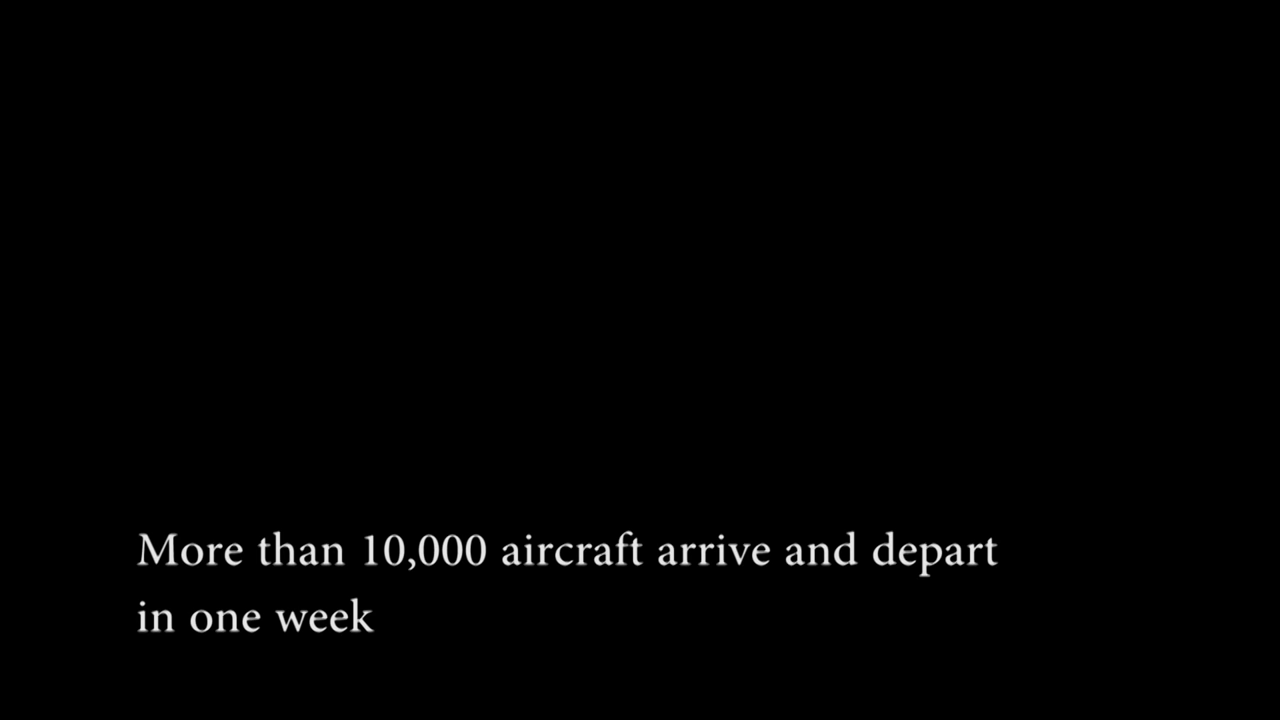 More than 10,000 aircraft arrive and depart
in one week